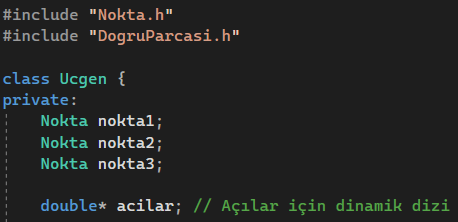 #include "Nokta.h"
#include "DogruParcasi.h"
class Ucgen {
private:
Nokta nokta1;
Nokta nokta2;
Nokta nokta3;
double* acilar; // Açılar için dinamik dizi